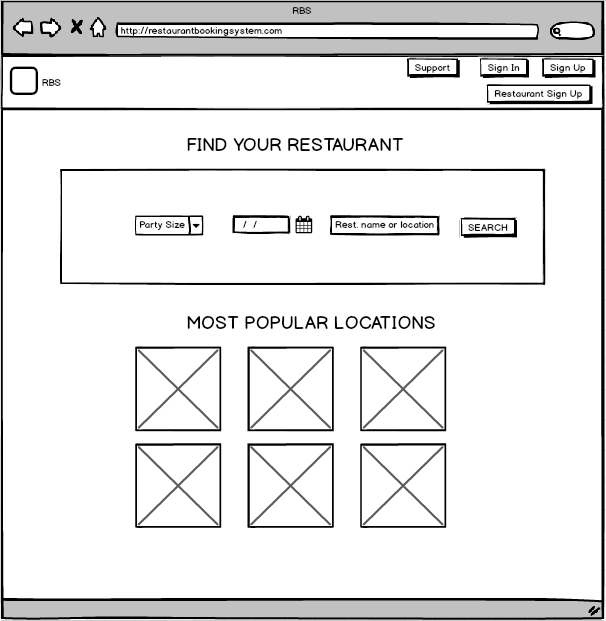 RBS
http://restaurantbookingsystem.com
RBS
Support
Sign In
Sign Up
Restaurant Sign Up
FIND YOUR RESTAURANT
Party Size
/ /
Rest. name or location
SEARCH
MOST POPULAR LOCATIONS